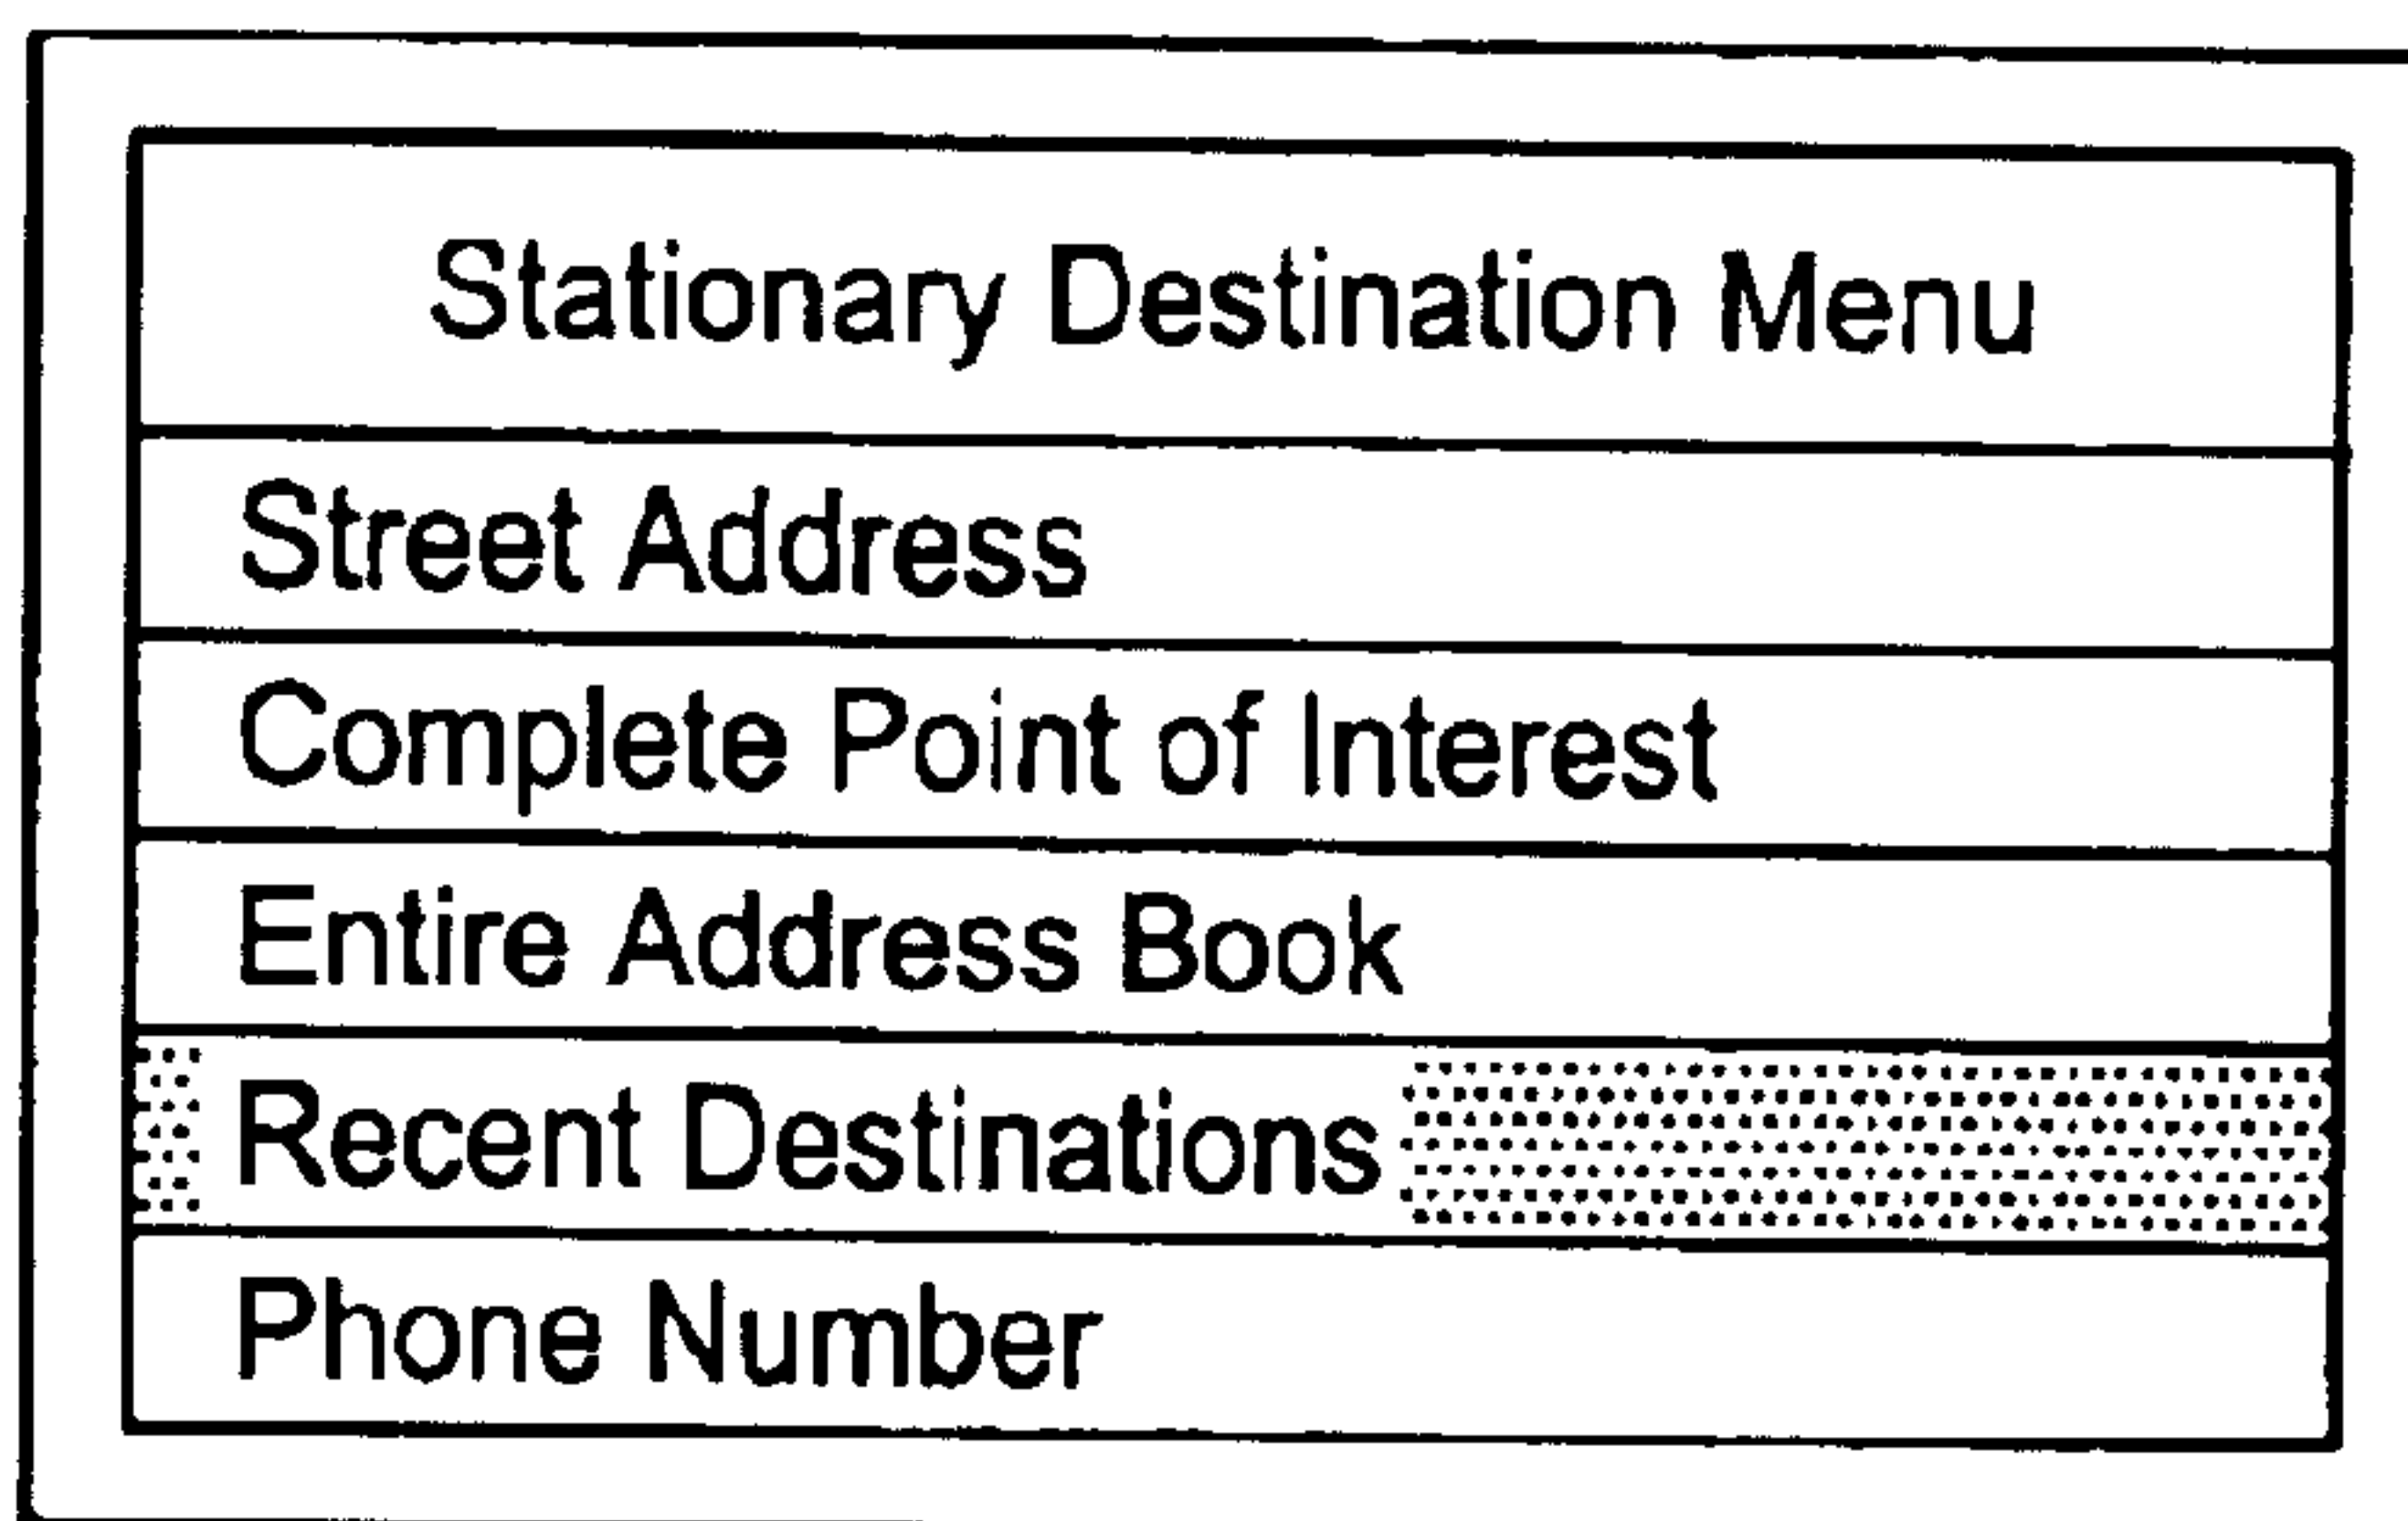 Stationary Destination Menu
Street Address
Complete Point of Interest
Entire Address Book
Recent Destinations
Phone Number